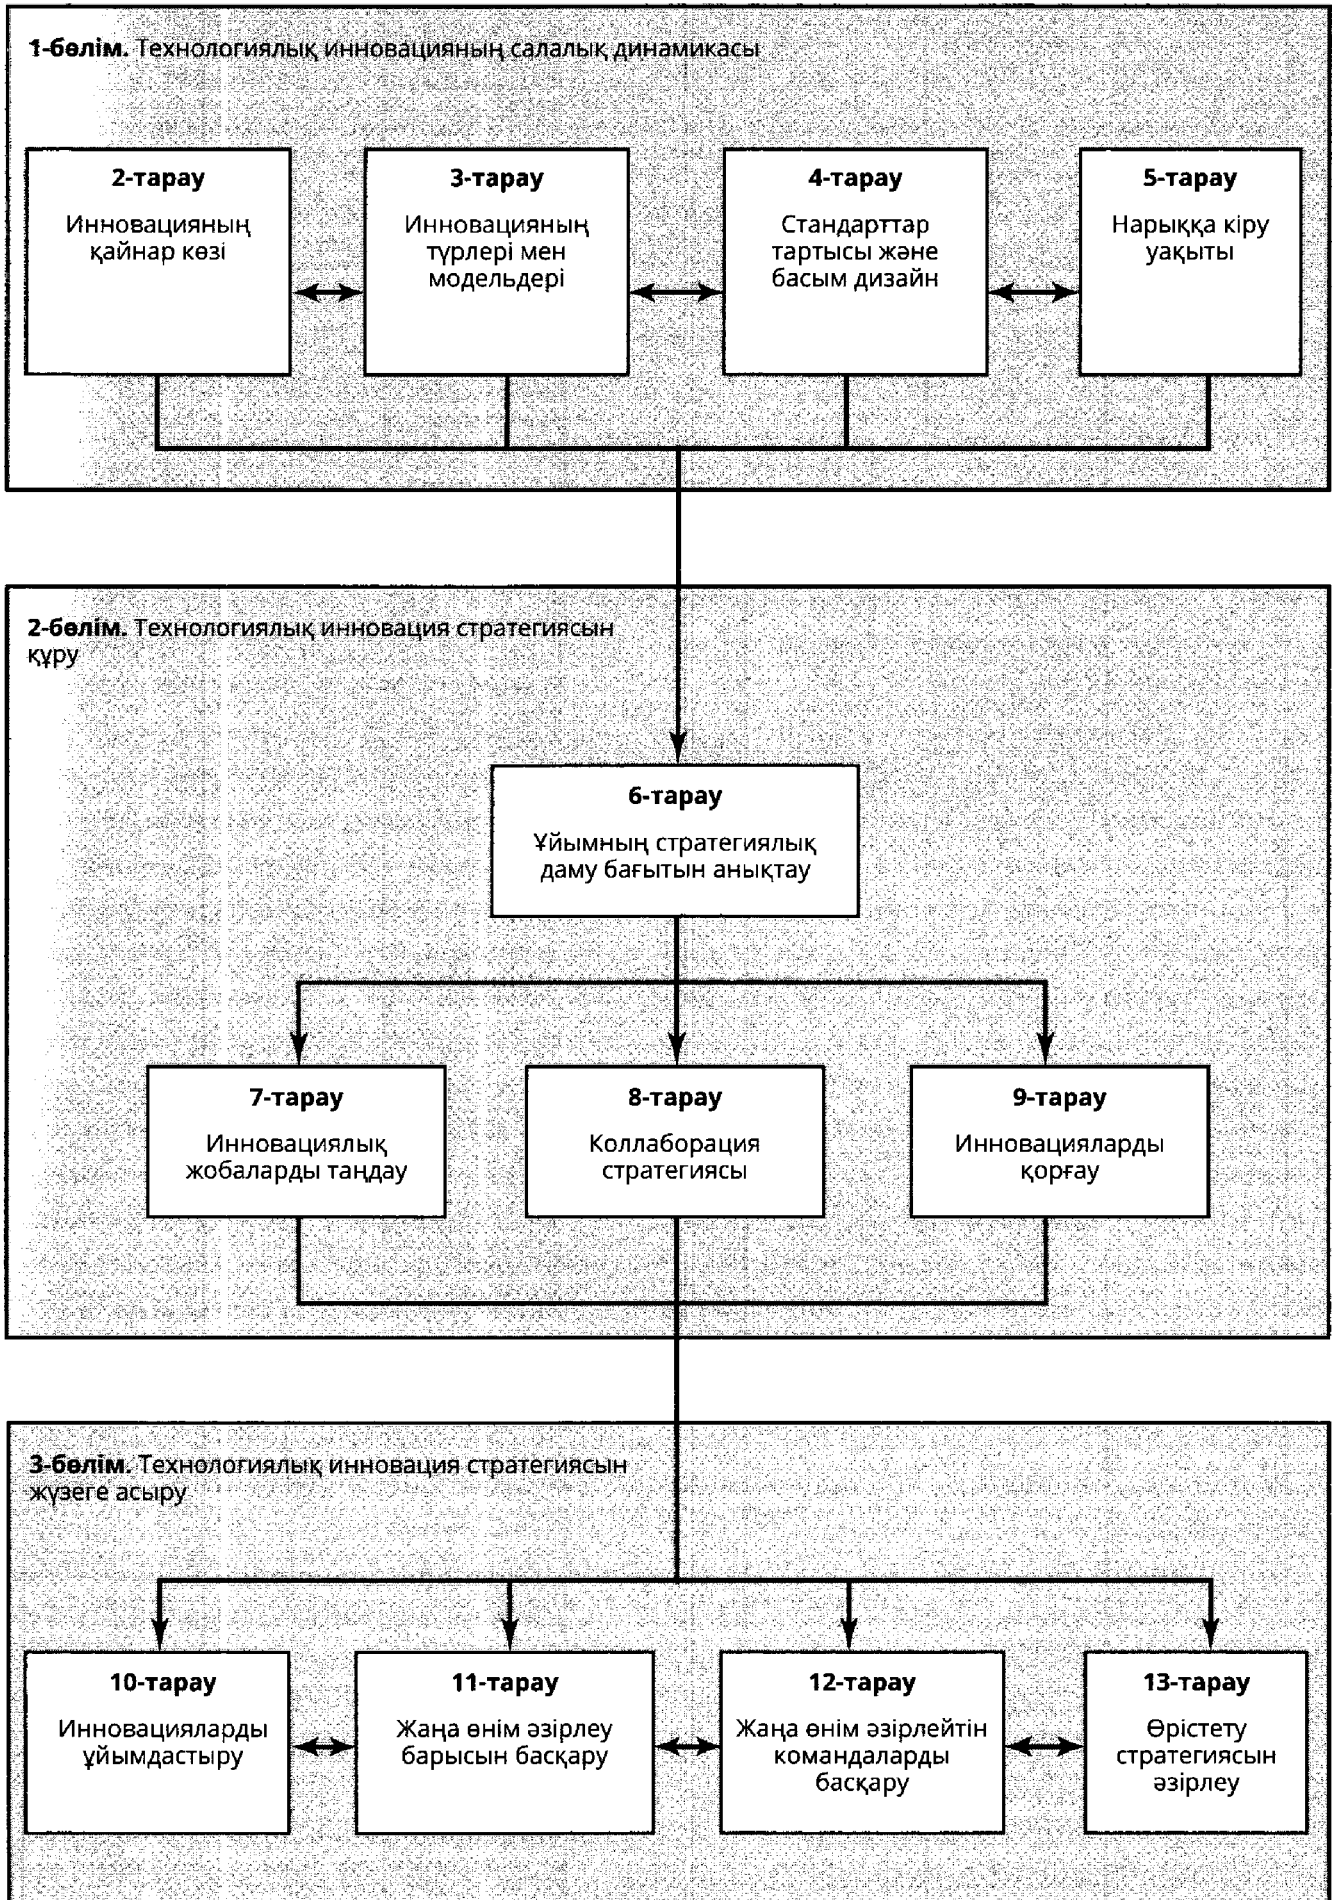 1-бөлім. Технологиялық инновацияның салалық динамикасы
2-тарау
Инновацияның
қайнар көзі
3-тарау
Инновацияның
түрлері мен
модельдері
4-тарау
Стандарттар
тартысы және
басым дизайн
5-тарау
Нарыққа кіру
уақыты
2-бөлім. Технологиялық инновация стратегиясын
құру
6-тарау
Ұйымның стратегиялық
даму бағытын анықтау
7-тарау
Инновациялық
жобаларды таңдау
8-тарау
Коллаборация
стратегиясы
9-тарау
Инновацияларды
қорғау
3-бөлім. Технологиялық инновация стратегиясын
жүзеге асыру
10-тарау
Инновацияларды
ұйымдастыру
11-тарау
Жаңа өнім әзірлеу
барысын басқару
12-тарау
Жаңа өнім әзірлейтін
командаларды
басқару
13-тарау
Өрістету
стратегиясын
әзірлеу